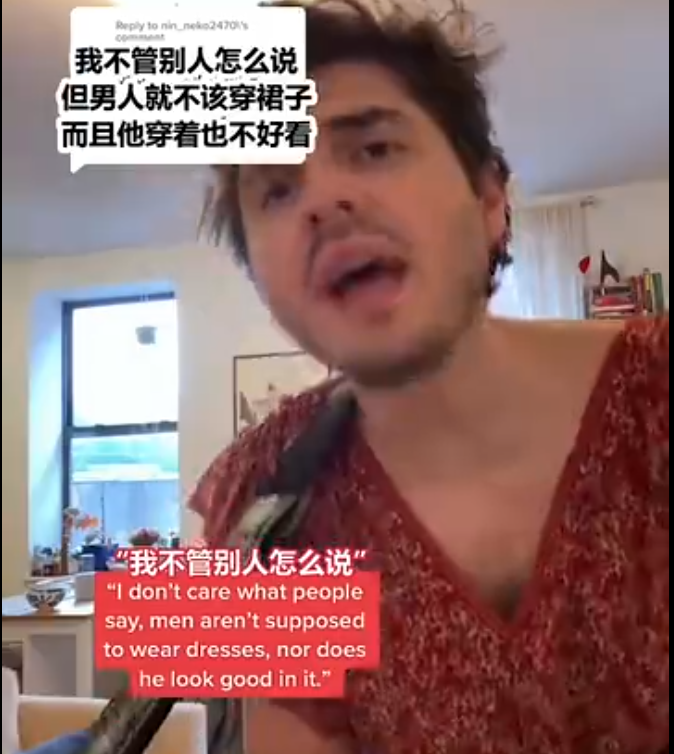 Reply to nin_neko2470\'s
comment
我不管别人怎么说
但男人就不该穿裙子
而且他穿着也不好看
"我不管别人怎么说"
"I don't care what people
say, men aren't supposed
to wear dresses, nor does
he look good in it."